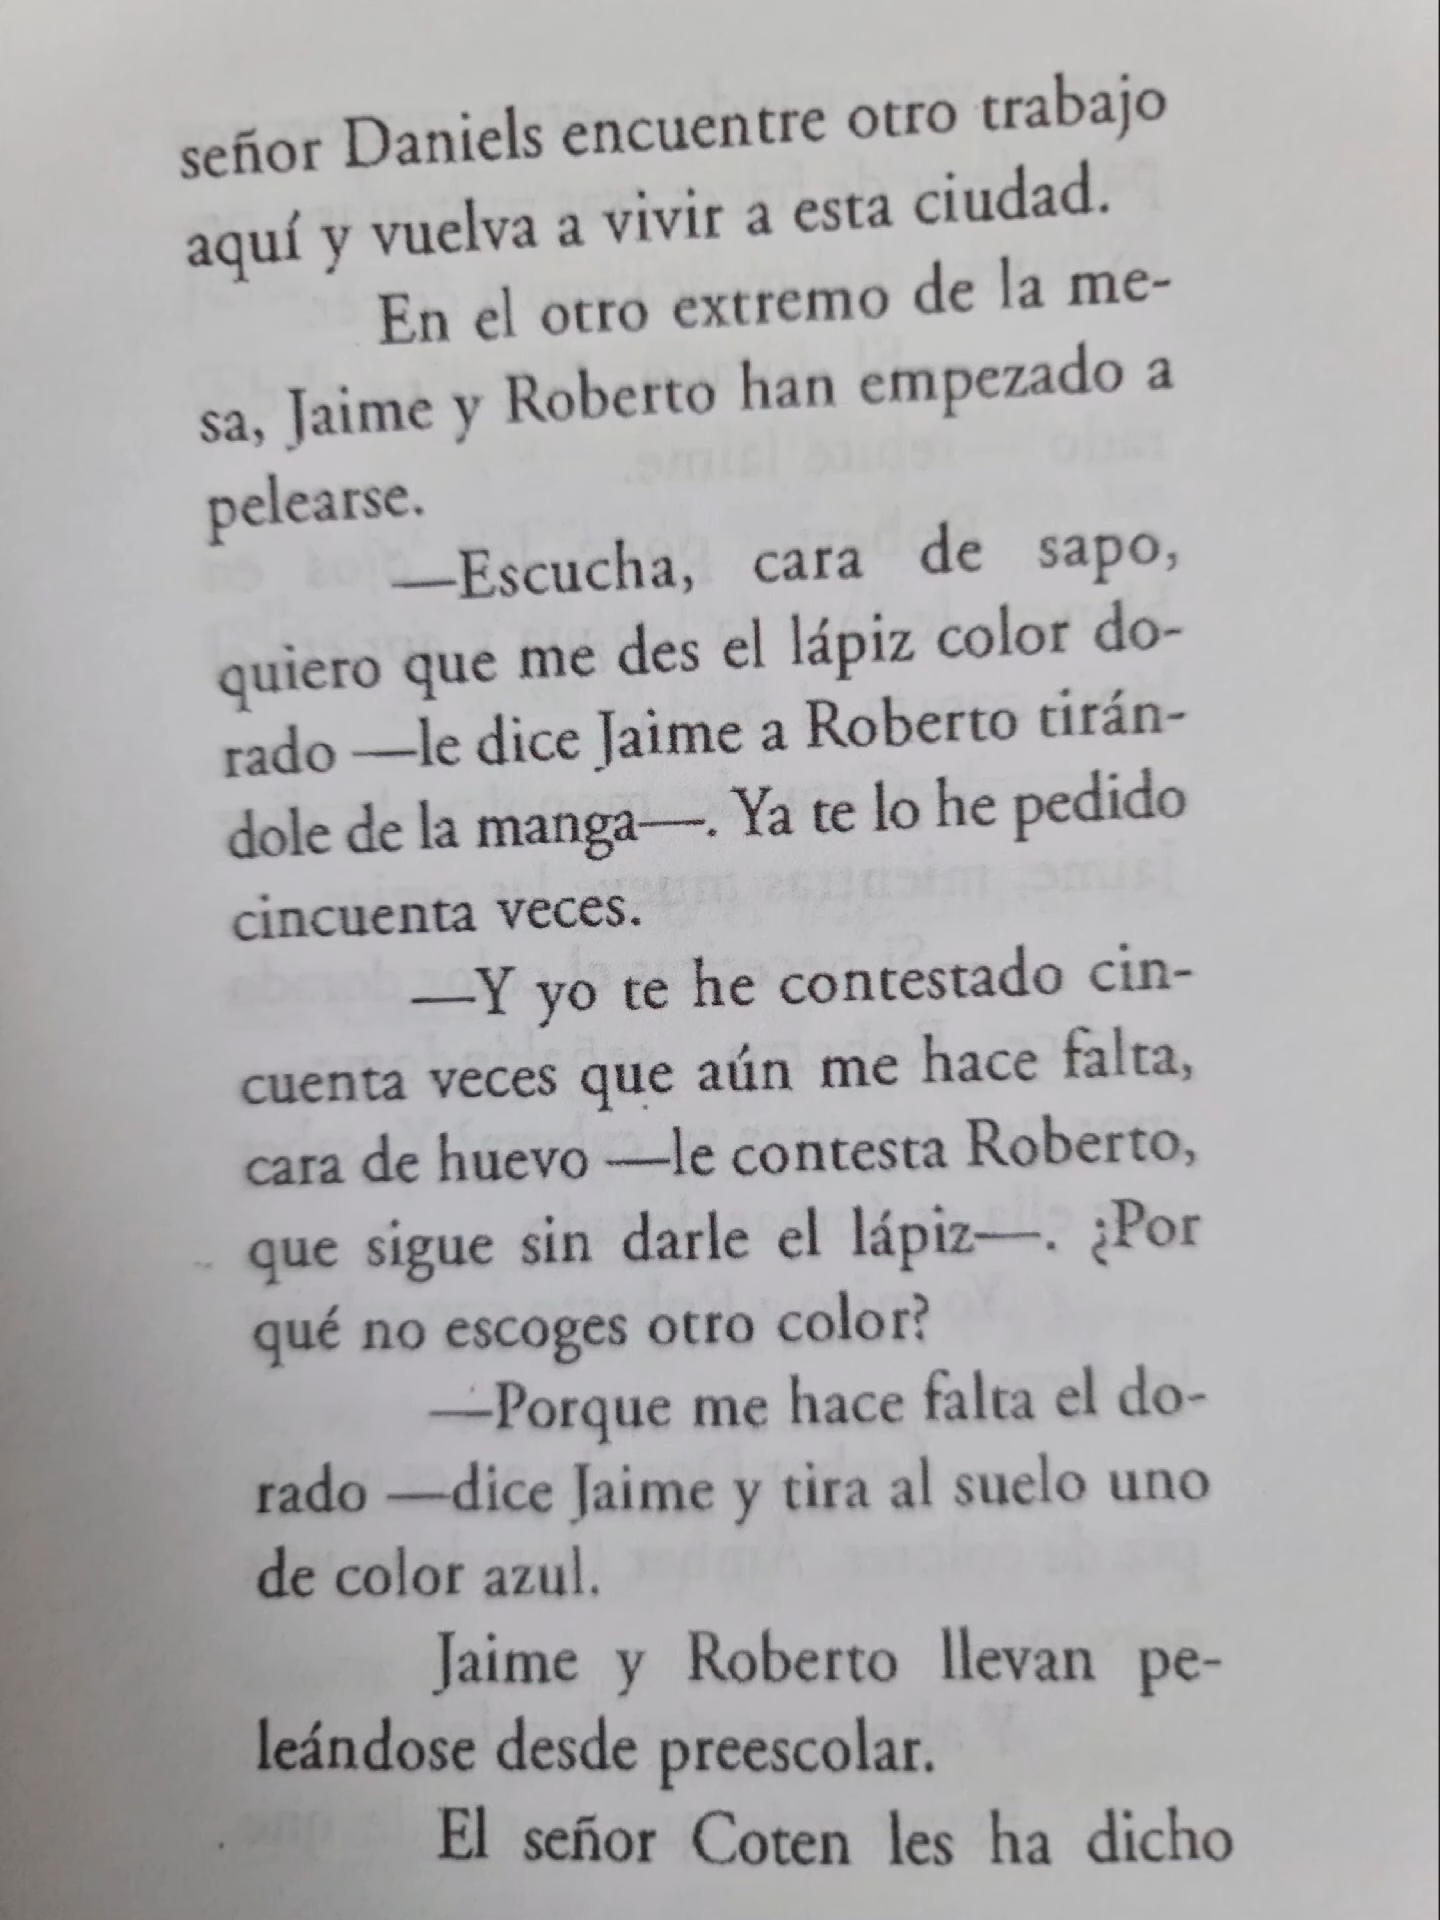 señor Daniels encuentre otro trabajo
aquí y vuelva a vivir a esta ciudad.
En el otro extremo de la me-
sa, Jaime y Roberto han empezado a
pelearse.
—Escucha, cara de sapo,
quiero que me des el lápiz color do-
rado —le dice Jaime a Roberto tirán-
dole de la manga—. Ya te lo he pedido
cincuenta veces.
—Y yo te he contestado cin-
cuenta veces que aún me hace falta,
cara de huevo —le contesta Roberto,
que sigue sin darle el lápiz—. ¿Por
qué no escoges otro color?
—Porque me hace falta el do-
rado —dice Jaime y tira al suelo uno
de color azul.
Jaime y Roberto llevan pe-
leándose desde preescolar.
El señor Coten les ha dicho